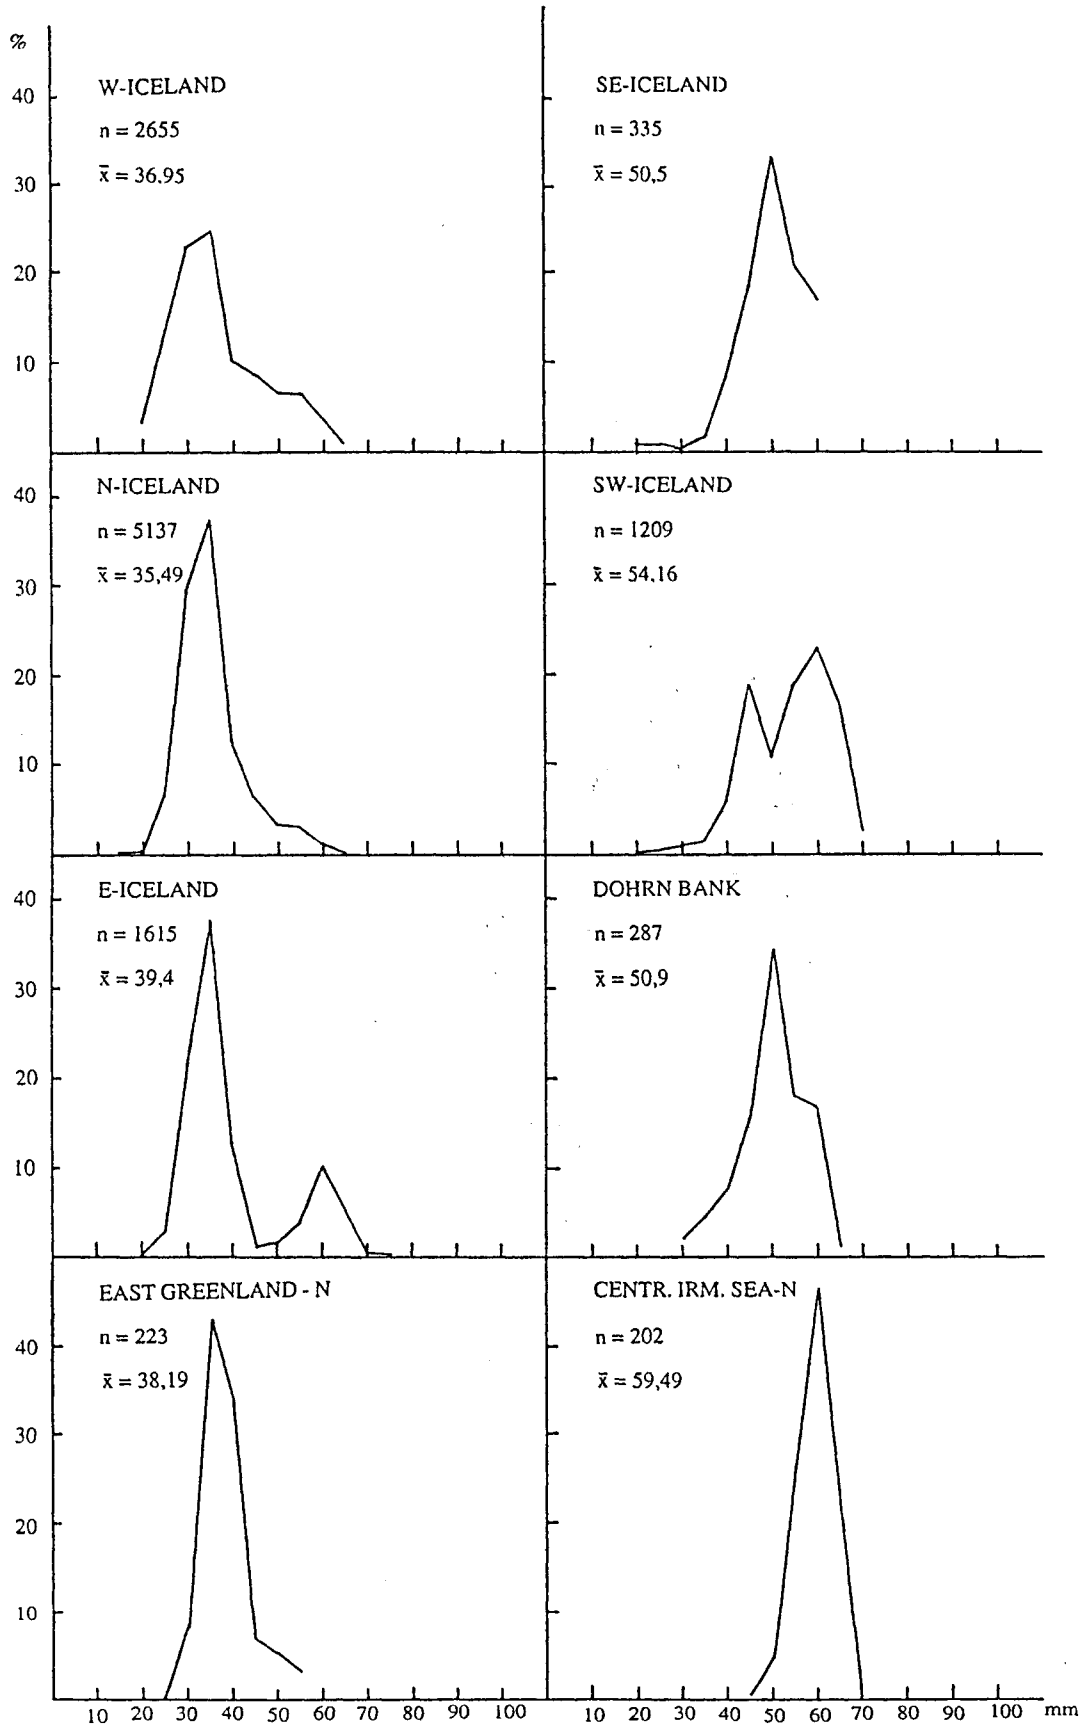 %
W-ICELAND
n = 2655
x̄ = 36,95
40
30
20
10
SE-ICELAND
n = 335
x̄ = 50,5
N-ICELAND
n = 5137
x̄ = 35,49
40
30
20
10
SW-ICELAND
n = 1209
x̄ = 54,16
E-ICELAND
n = 1615
x̄ = 39,4
40
30
20
10
DOHRN BANK
n = 287
x̄ = 50,9
EAST GREENLAND - N
n = 223
x̄ = 38,19
40
30
20
10
CENTR. IRM. SEA-N
n = 202
x̄ = 59,49
10 20 30 40 50 60 70 80 90 100
10 20 30 40 50 60 70 80 90 100 mm